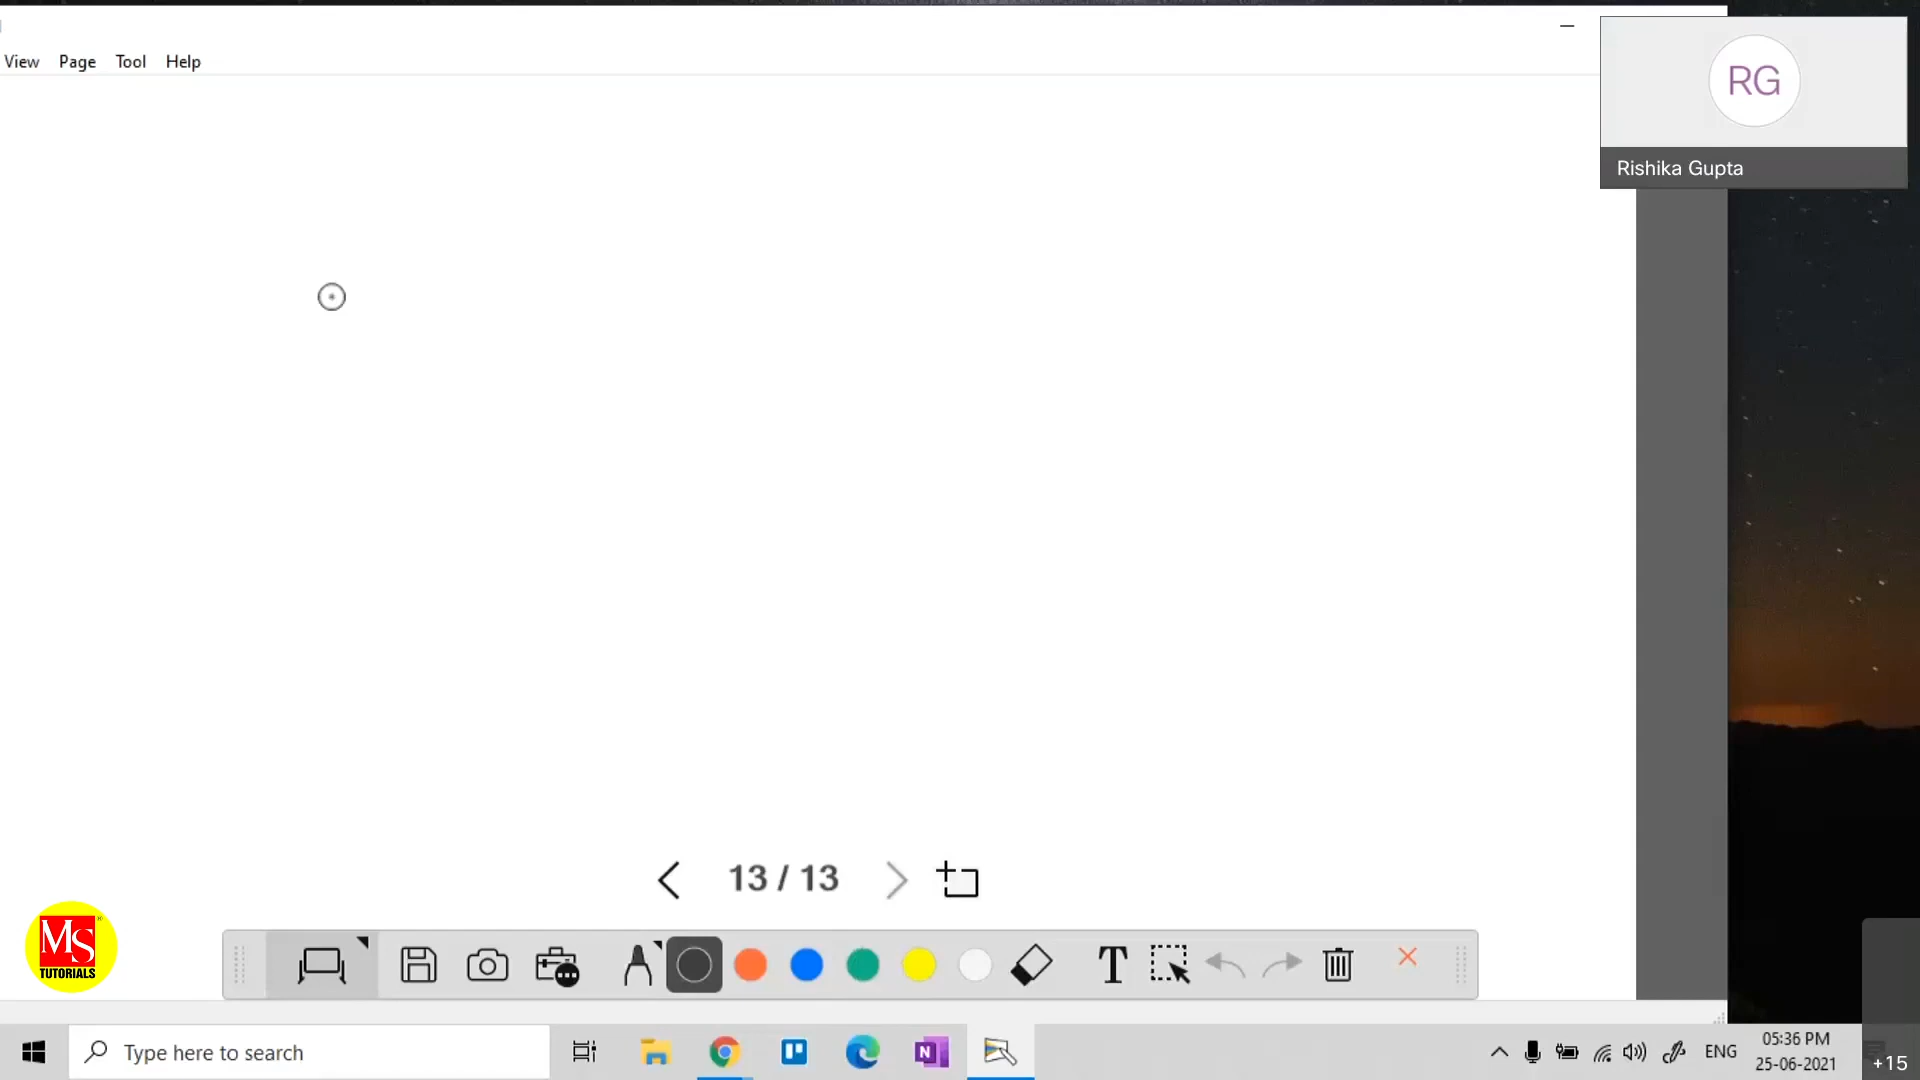 View Page Tool Help
RG
Rishika Gupta
13 / 13
MS
TUTORIALS
T
Type here to search
N
ENG
05:36 PM
25-06-2021
+15